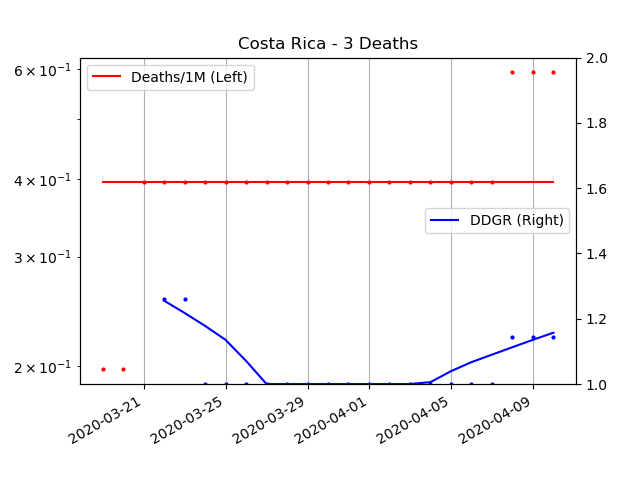 Costa Rica - 3 Deaths
Deaths/1M (Left)
DDGR (Right)
6 × 10⁻¹
4 × 10⁻¹
3 × 10⁻¹
2 × 10⁻¹
2.0
1.8
1.6
1.4
1.2
1.0
2020-03-21
2020-03-25
2020-03-29
2020-04-01
2020-04-05
2020-04-09